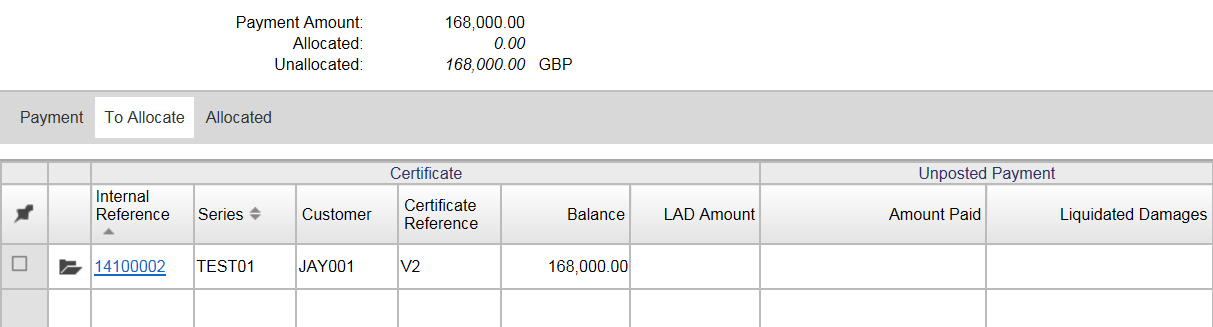 Payment Amount: 168,000.00
Allocated: 0.00
Unallocated: 168,000.00 GBP
Payment To Allocate Allocated
Certificate Unposted Payment
Internal Reference Series Customer Certificate Reference Balance LAD Amount Amount Paid Liquidated Damages
14100002 TEST01 JAY001 V2 168,000.00